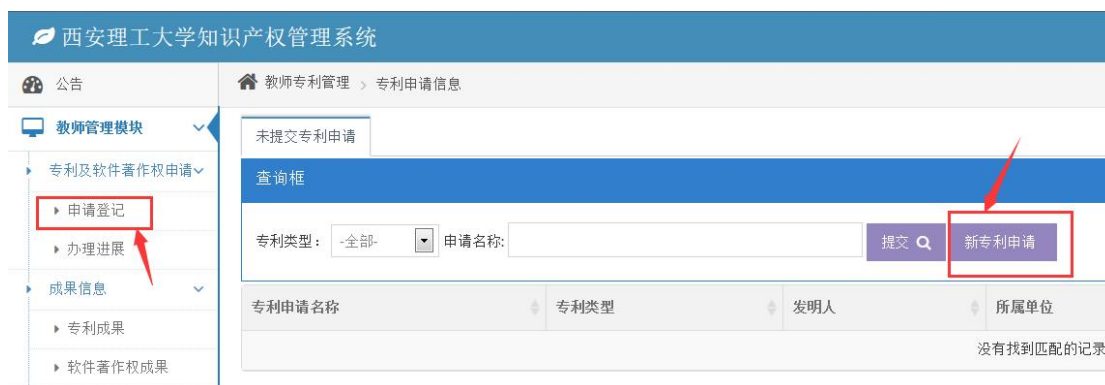 西安理工大学知识产权管理系统
公告
教师专利管理 > 专利申请信息
教师管理模块
未提交专利申请
专利及软件著作权申请
查询框
申请登记
专利类型： -全部- 申请名称: 提交 新专利申请
办理进展
成果信息
专利申请名称 专利类型 发明人 所属单位
专利成果
没有找到匹配的记录
软件著作权成果